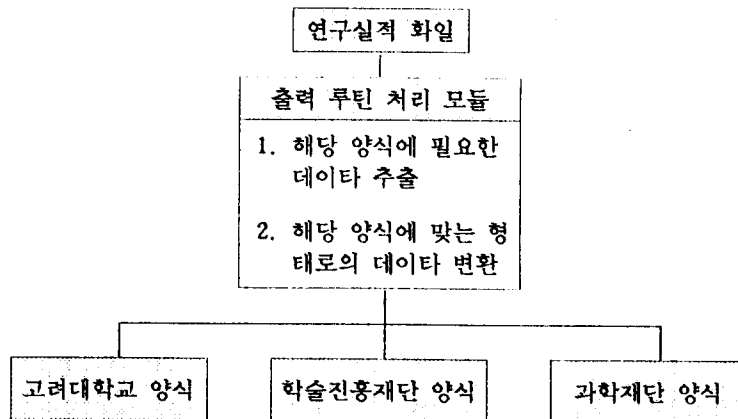 연구실적 화일
출력 루틴 처리 모듈
1. 해당 양식에 필요한
데이타 추출
2. 해당 양식에 맞는 형
태로의 데이타 변환
고려대학교 양식
학술진흥재단 양식
과학재단 양식